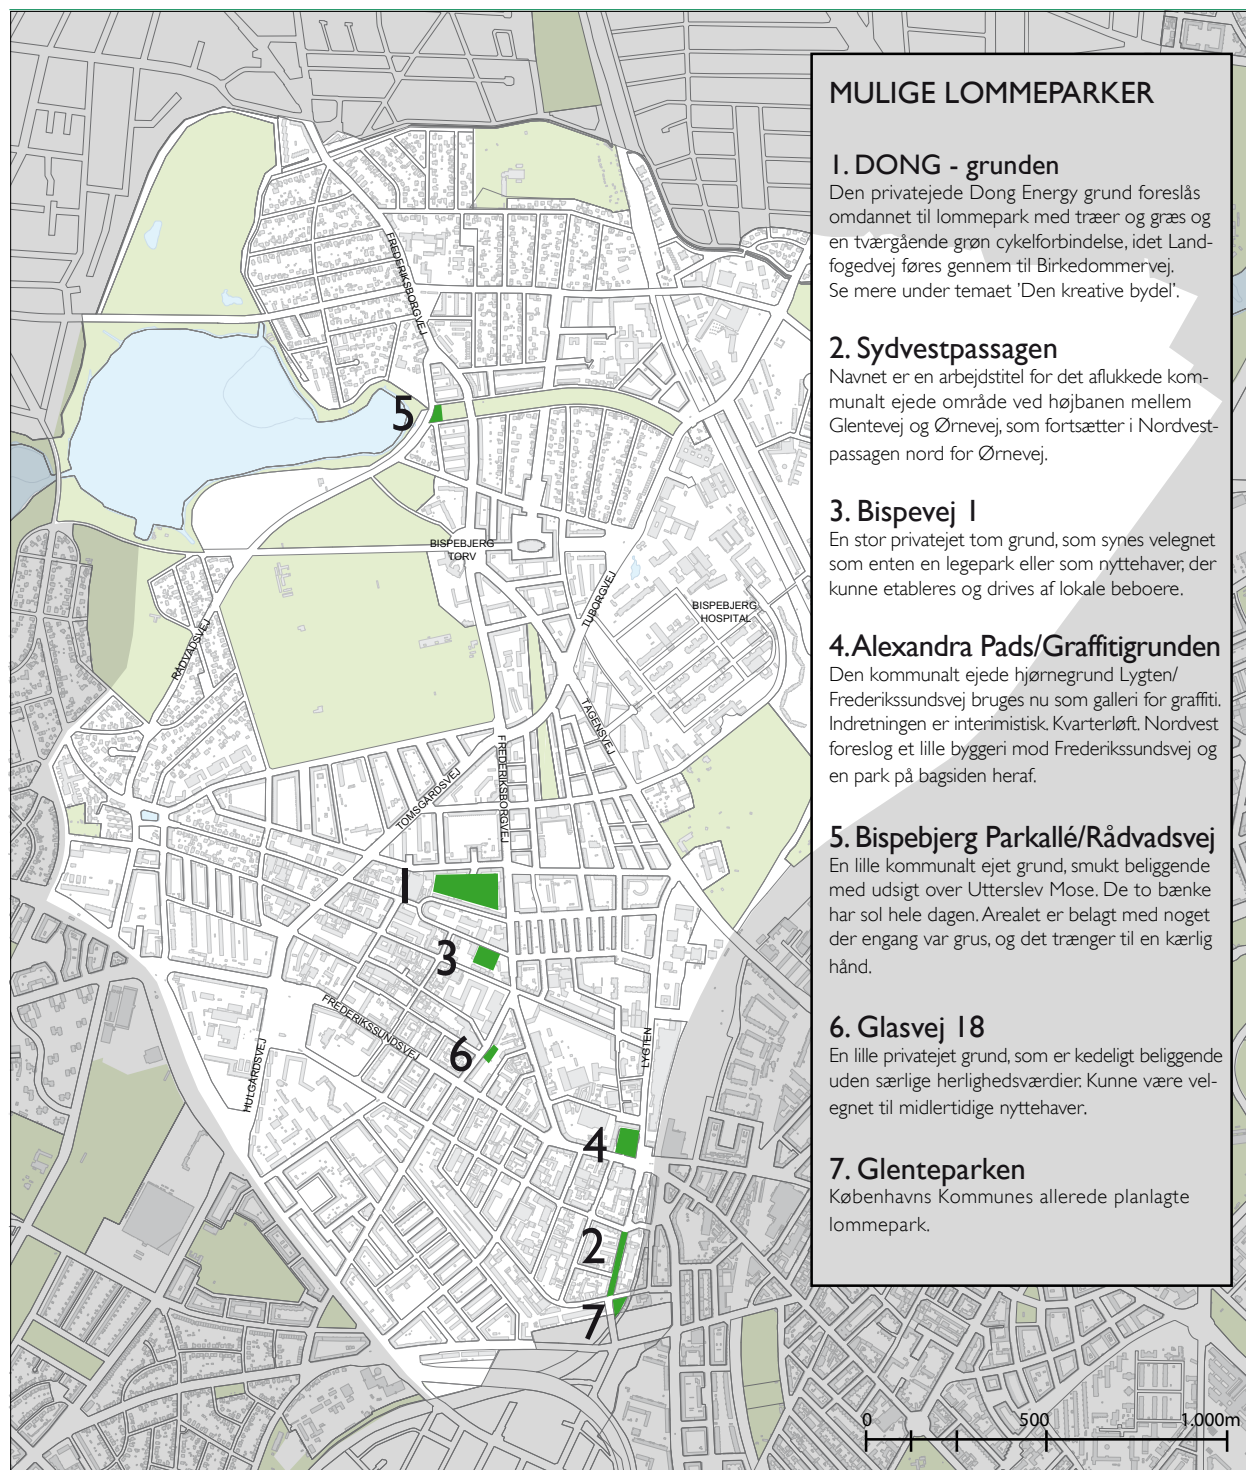 MULIGE LOMMEPARKER
1. DONG - grunden
Den privatejede Dong Energy grund foreslås
omdannet til lommepark med træer og græs og
en tværgående grøn cykelforbindelse, idet Land-
fogedvej føres gennem til Birkedommervej.
Se mere under temaet 'Den kreative bydel'.
2. Sydvestpassagen
Navnet er en arbejdstitel for det aflukkede kom-
munalt ejede område ved højbanen mellem
Glentevej og Ørnevej, som fortsætter i Nordvest-
passagen nord for Ørnevej.
3. Bispevej 1
En stor privatejet tom grund, som synes velegnet
som enten en legepark eller som nyttehaver, der
kunne etableres og drives af lokale beboere.
4. Alexandra Pads/Graffitigrunden
Den kommunalt ejede hjørnegrund Lygten/
Frederikssundsvej bruges nu som galleri for graffiti.
Indretningen er interimistisk. Kvarterløft. Nordvest
foreslog et lille byggeri mod Frederikssundsvej og
en park på bagsiden heraf.
5. Bispebjerg Parkallé/Rådvadsvej
En lille kommunalt ejet grund, smukt beliggende
med udsigt over Utterslev Mose. De to bænke
har sol hele dagen. Arealet er belagt med noget
der engang var grus, og det trænger til en kærlig
hånd.
6. Glasvej 18
En lille privatejet grund, som er kedeligt beliggende
uden særlige herlighedsværdier. Kunne være vel-
egnet til midlertidige nyttehaver.
7. Glenteparken
Københavns Kommunes allerede planlagte
lommepark.
FREDERIKSBORGVEJ
5
BISPEBJERG
TORV
TUBORGVEJ
BISPEBJERG
HOSPITAL
RÅDVADSVEJ
TAGENSVEJ
FREDERIKSBORGVEJ
TOMSGÅRDSVEJ
1
3
FREDERIKSSUNDSVEJ
6
LYGTEN
HULGÅRDSVEJ
4
2
7
0 500 1.000m